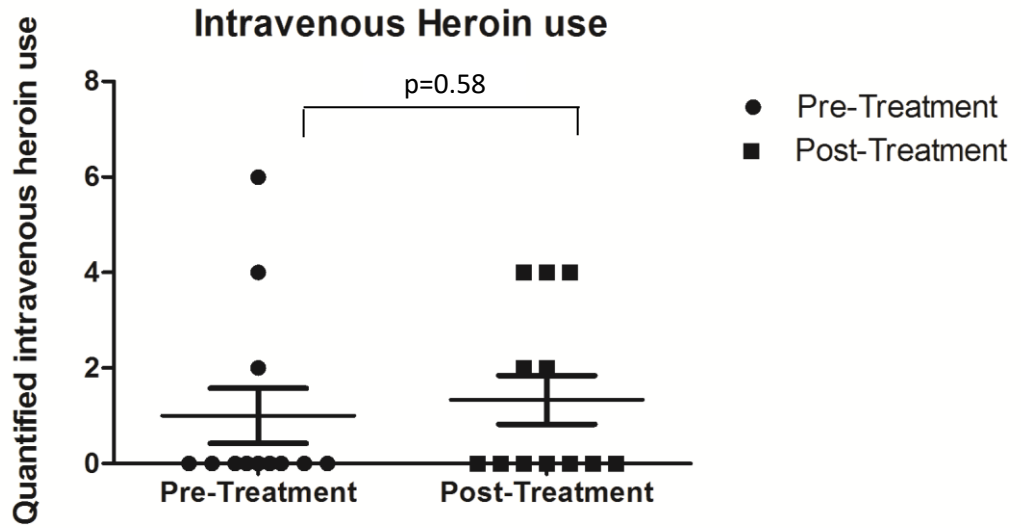 Intravenous Heroin use
Quantified intravenous heroin use
8
p=0.58
6
4
2
0
Pre-Treatment
Post-Treatment
Pre-Treatment
Post-Treatment